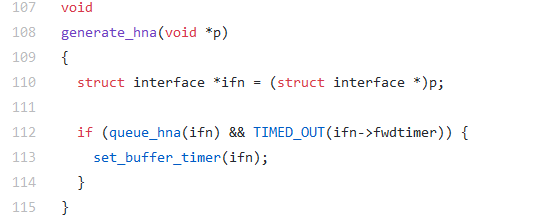 107 void
108 generate_hna(void *p)
109 {
110   struct interface *ifn = (struct interface *)p;
111
112   if (queue_hna(ifn) && TIMED_OUT(ifn->fwdtimer)) {
113     set_buffer_timer(ifn);
114   }
115 }